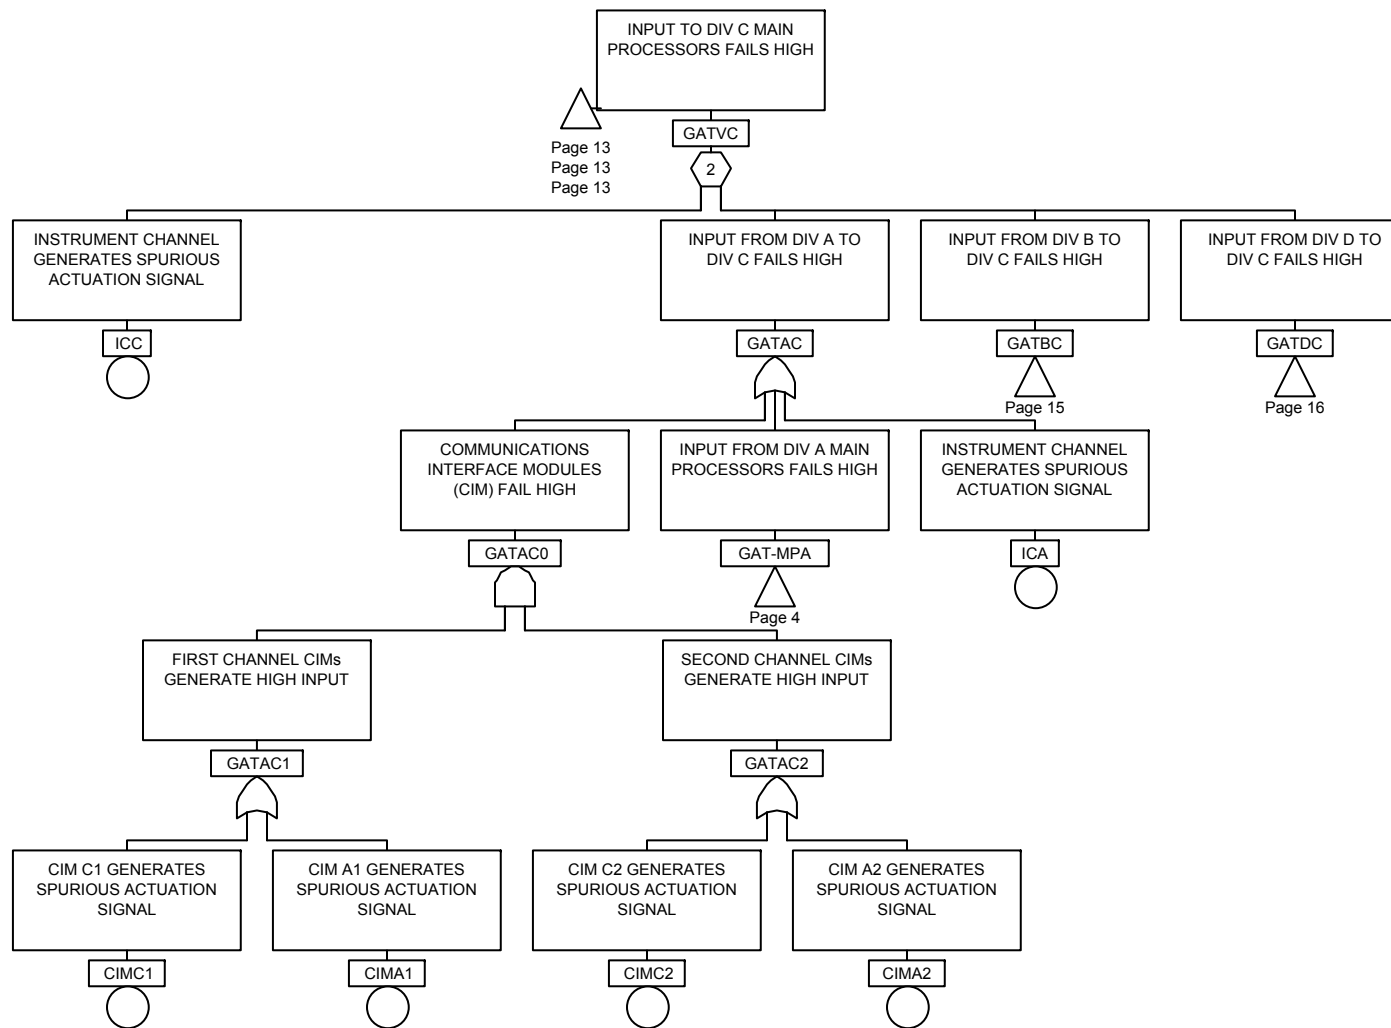 INPUT TO DIV C MAIN
PROCESSORS FAILS HIGH
GATVC
Page 13
Page 13
Page 13
2
INSTRUMENT CHANNEL
GENERATES SPURIOUS
ACTUATION SIGNAL
ICC
INPUT FROM DIV A TO
DIV C FAILS HIGH
GATAC
INPUT FROM DIV B TO
DIV C FAILS HIGH
GATBC
Page 15
INPUT FROM DIV D TO
DIV C FAILS HIGH
GATDC
Page 16
COMMUNICATIONS
INTERFACE MODULES
(CIM) FAIL HIGH
GATAC0
INPUT FROM DIV A MAIN
PROCESSORS FAILS HIGH
GAT-MPA
Page 4
INSTRUMENT CHANNEL
GENERATES SPURIOUS
ACTUATION SIGNAL
ICA
FIRST CHANNEL CIMs
GENERATE HIGH INPUT
GATAC1
SECOND CHANNEL CIMs
GENERATE HIGH INPUT
GATAC2
CIM C1 GENERATES
SPURIOUS ACTUATION
SIGNAL
CIMC1
CIM A1 GENERATES
SPURIOUS ACTUATION
SIGNAL
CIMA1
CIM C2 GENERATES
SPURIOUS ACTUATION
SIGNAL
CIMC2
CIM A2 GENERATES
SPURIOUS ACTUATION
SIGNAL
CIMA2